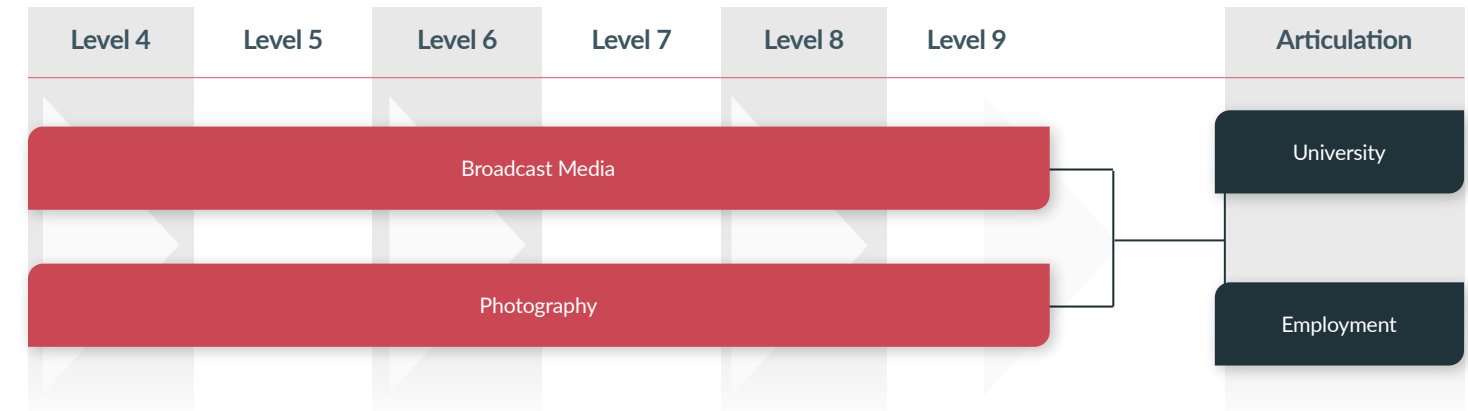 Level 4 Level 5 Level 6 Level 7 Level 8 Level 9 Articulation
Broadcast Media
University
Photography
Employment